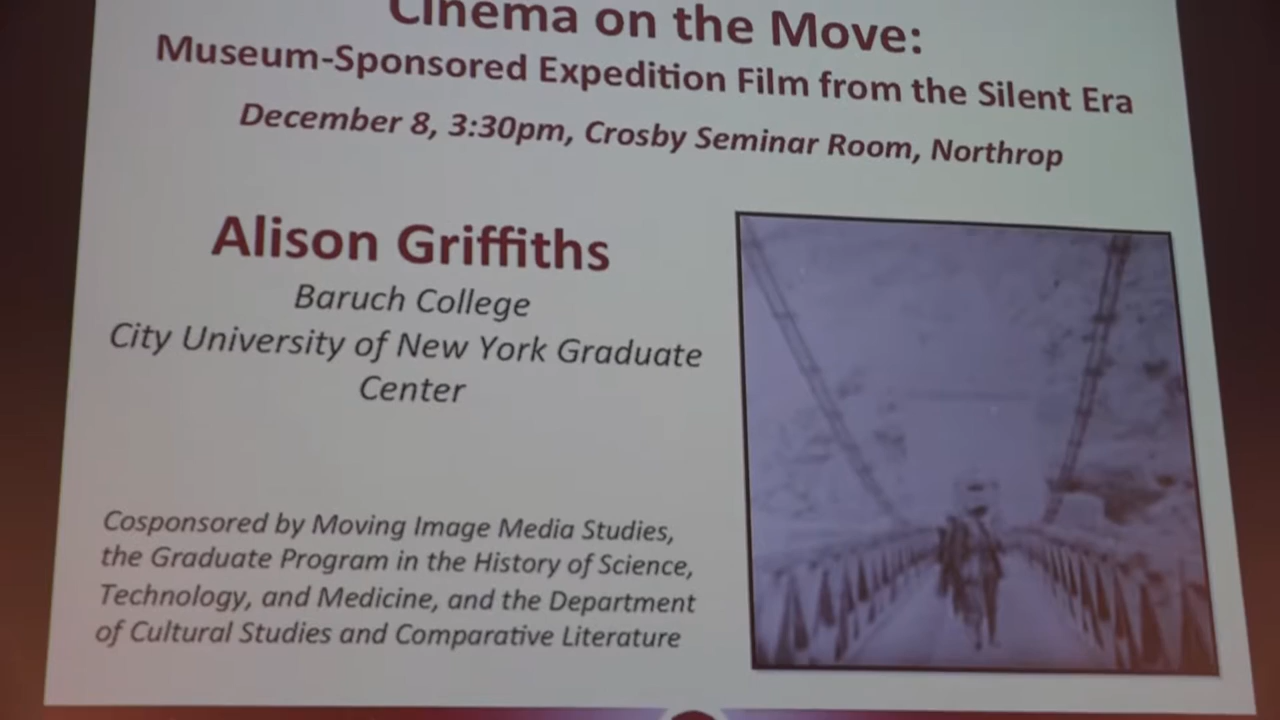 Cinema on the Move:
Museum-Sponsored Expedition Film from the Silent Era
December 8, 3:30pm, Crosby Seminar Room, Northrop
Alison Griffiths
Baruch College
City University of New York Graduate
Center
Cosponsored by Moving Image Media Studies,
the Graduate Program in the History of Science,
Technology, and Medicine, and the Department
of Cultural Studies and Comparative Literature